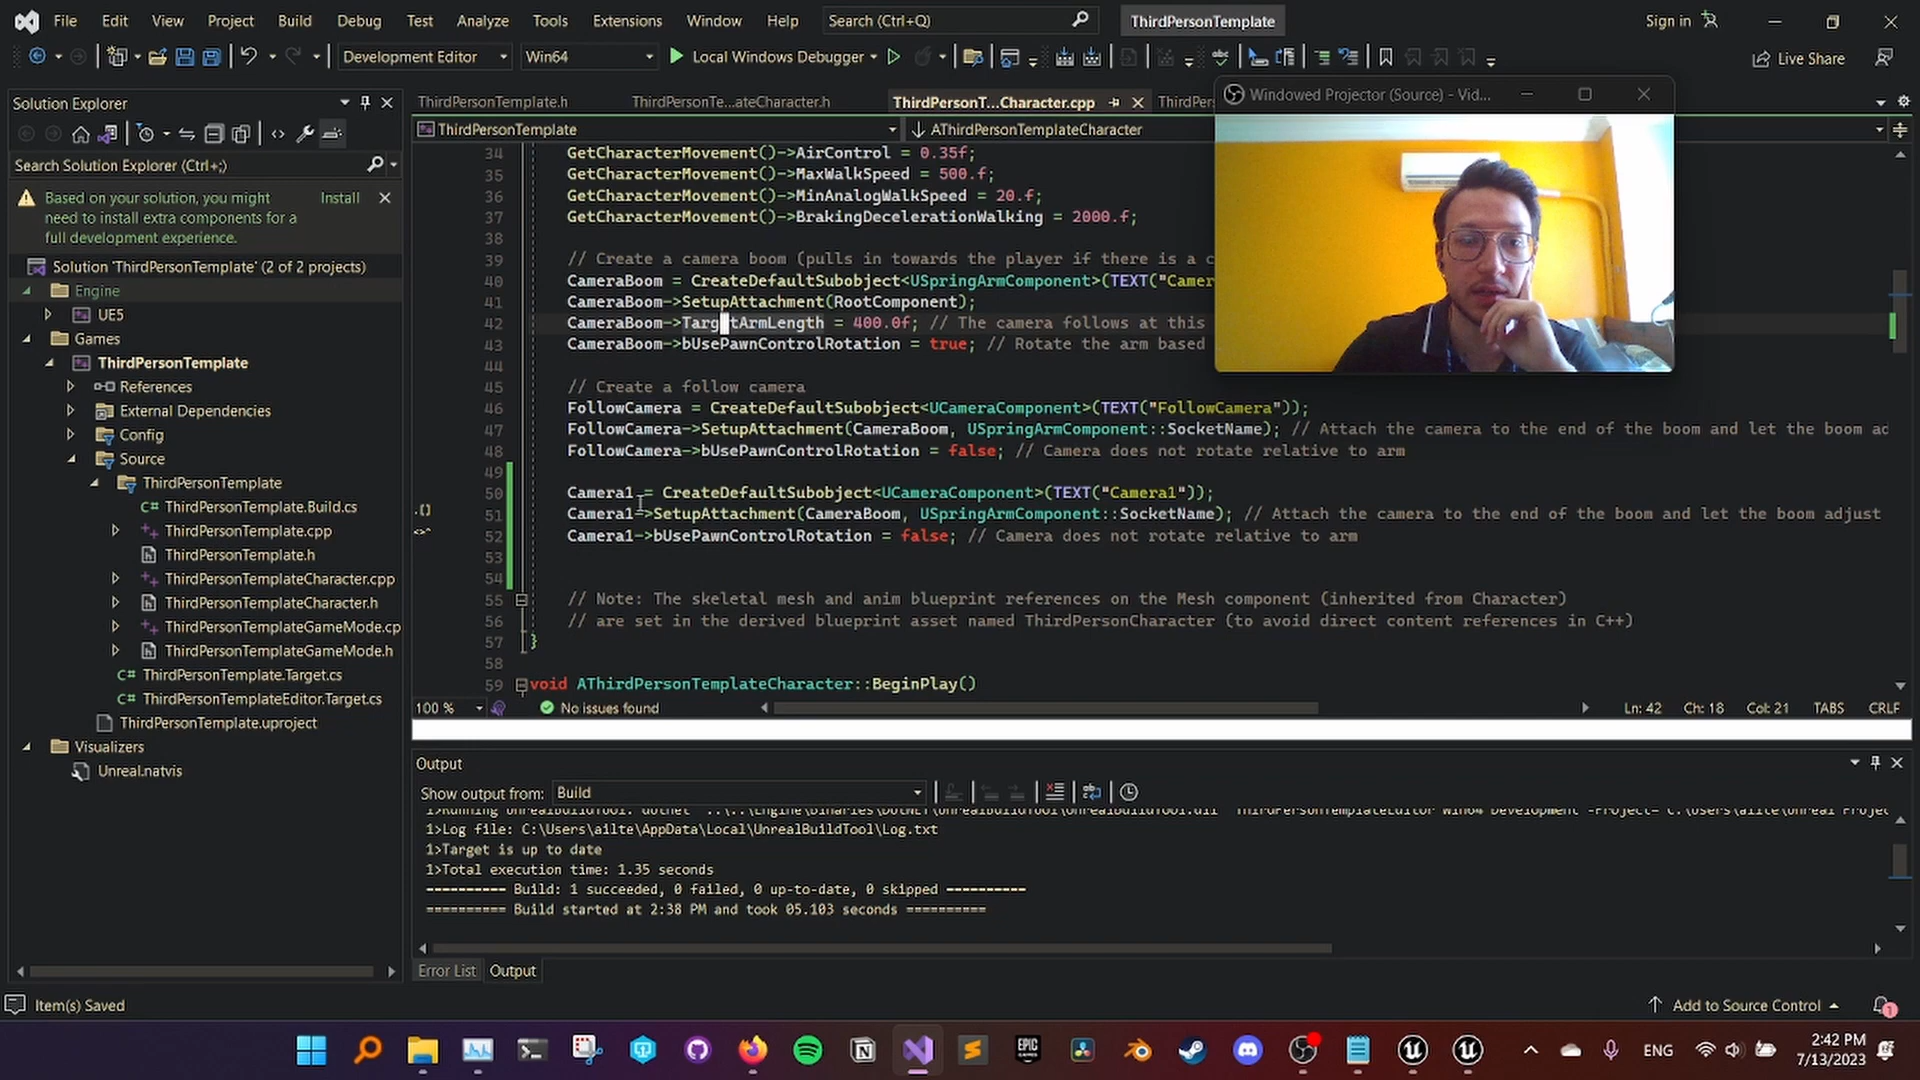 File Edit View Project Build Debug Test Analyze Tools Extensions Window Help Search (Ctrl+Q) ThirdPersonTemplate Sign in
Development Editor Win64 Local Windows Debugger Live Share
Solution Explorer
Search Solution Explorer (Ctrl+;)
Based on your solution, you might need to install extra components for a full development experience. Install
Solution 'ThirdPersonTemplate' (2 of 2 projects)
Engine
UE5
Games
ThirdPersonTemplate
References
External Dependencies
Config
Source
ThirdPersonTemplate
ThirdPersonTemplate.Build.cs
ThirdPersonTemplate.cpp
ThirdPersonTemplate.h
ThirdPersonTemplateCharacter.cpp
ThirdPersonTemplateCharacter.h
ThirdPersonTemplateGameMode.cp
ThirdPersonTemplateGameMode.h
ThirdPersonTemplate.Target.cs
ThirdPersonTemplateEditor.Target.cs
ThirdPersonTemplate.uproject
Visualizers
Unreal.natvis
ThirdPersonTemplate.h ThirdPersonTe...ateCharacter.h ThirdPersonT...Character.cpp ThirdPers
Windowed Projector (Source) - Vid...
ThirdPersonTemplate AThirdPersonTemplateCharacter
34 GetCharacterMovement()->AirControl = 0.35f;
35 GetCharacterMovement()->MaxWalkSpeed = 500.f;
36 GetCharacterMovement()->MinAnalogWalkSpeed = 20.f;
37 GetCharacterMovement()->BrakingDecelerationWalking = 2000.f;
38
39 // Create a camera boom (pulls in towards the player if there is a c
40 CameraBoom = CreateDefaultSubobject<USpringArmComponent>(TEXT("Camer
41 CameraBoom->SetupAttachment(RootComponent);
42 CameraBoom->TargetArmLength = 400.0f; // The camera follows at this
43 CameraBoom->bUsePawnControlRotation = true; // Rotate the arm based
44
45 // Create a follow camera
46 FollowCamera = CreateDefaultSubobject<UCameraComponent>(TEXT("FollowCamera"));
47 FollowCamera->SetupAttachment(CameraBoom, USpringArmComponent::SocketName); // Attach the camera to the end of the boom and let the boom ad
48 FollowCamera->bUsePawnControlRotation = false; // Camera does not rotate relative to arm
49
50 Camera1 = CreateDefaultSubobject<UCameraComponent>(TEXT("Camera1"));
51 Camera1->SetupAttachment(CameraBoom, USpringArmComponent::SocketName); // Attach the camera to the end of the boom and let the boom adjust
52 Camera1->bUsePawnControlRotation = false; // Camera does not rotate relative to arm
53
54
55 // Note: The skeletal mesh and anim blueprint references on the Mesh component (inherited from Character)
56 // are set in the derived blueprint asset named ThirdPersonCharacter (to avoid direct content references in C++)
57 }
58
59 void AThirdPersonTemplateCharacter::BeginPlay()
100 % No issues found Ln: 42 Ch: 18 Col: 21 TABS CRLF
Output
Show output from: Build
1>Log file: C:\Users\ailte\AppData\Local\UnrealBuildTool\Log.txt
1>Target is up to date
1>Total execution time: 1.35 seconds
---------- Build: 1 succeeded, 0 failed, 0 up-to-date, 0 skipped ----------
========== Build started at 2:38 PM and took 05.103 seconds ==========
Error List Output
Item(s) Saved Add to Source Control 1
EPIC GAMES ENG 2:42 PM
7/13/2023